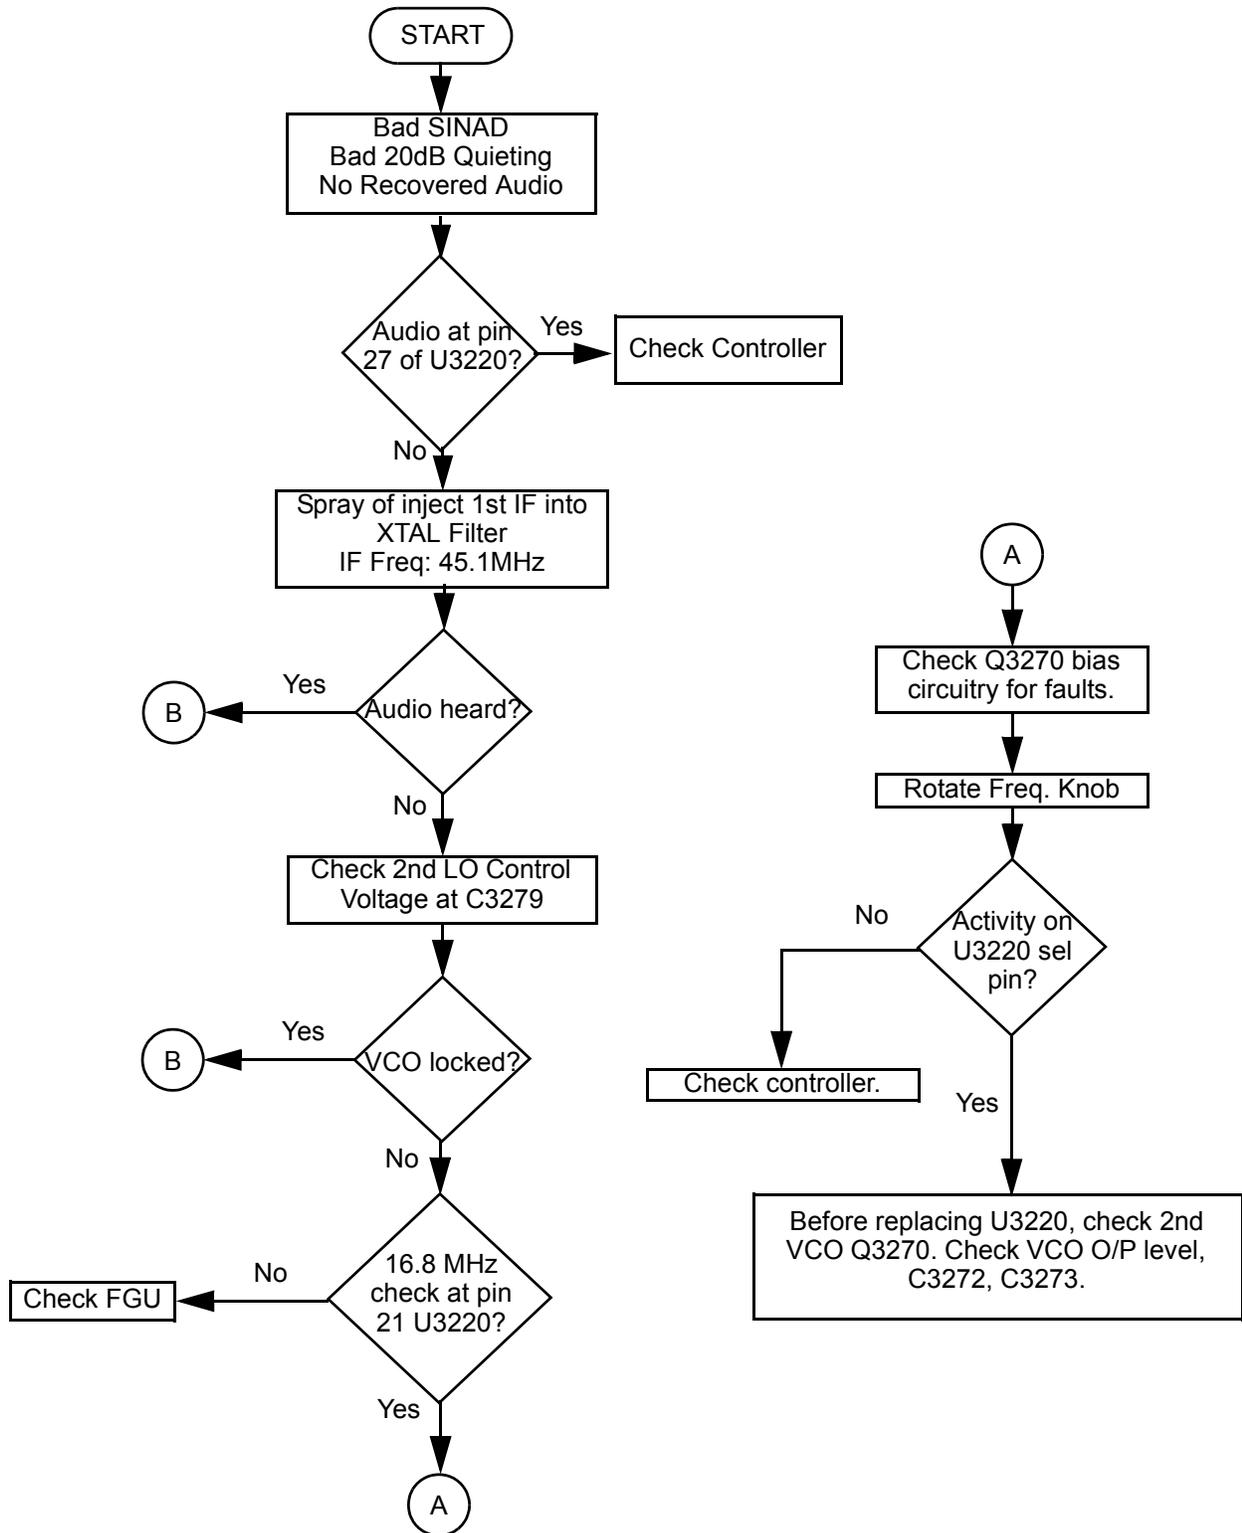 START
Bad SINAD
Bad 20dB Quieting
No Recovered Audio
Audio at pin
27 of U3220?
Yes
Check Controller
No
Spray of inject 1st IF into
XTAL Filter
IF Freq: 45.1MHz
Audio heard?
Yes
B
No
Check 2nd LO Control
Voltage at C3279
VCO locked?
Yes
B
No
16.8 MHz
check at pin
21 U3220?
No
Check FGU
Yes
A
A
Check Q3270 bias
circuitry for faults.
Rotate Freq. Knob
Activity on
U3220 sel
pin?
No
Check controller.
Yes
Before replacing U3220, check 2nd
VCO Q3270. Check VCO O/P level,
C3272, C3273.